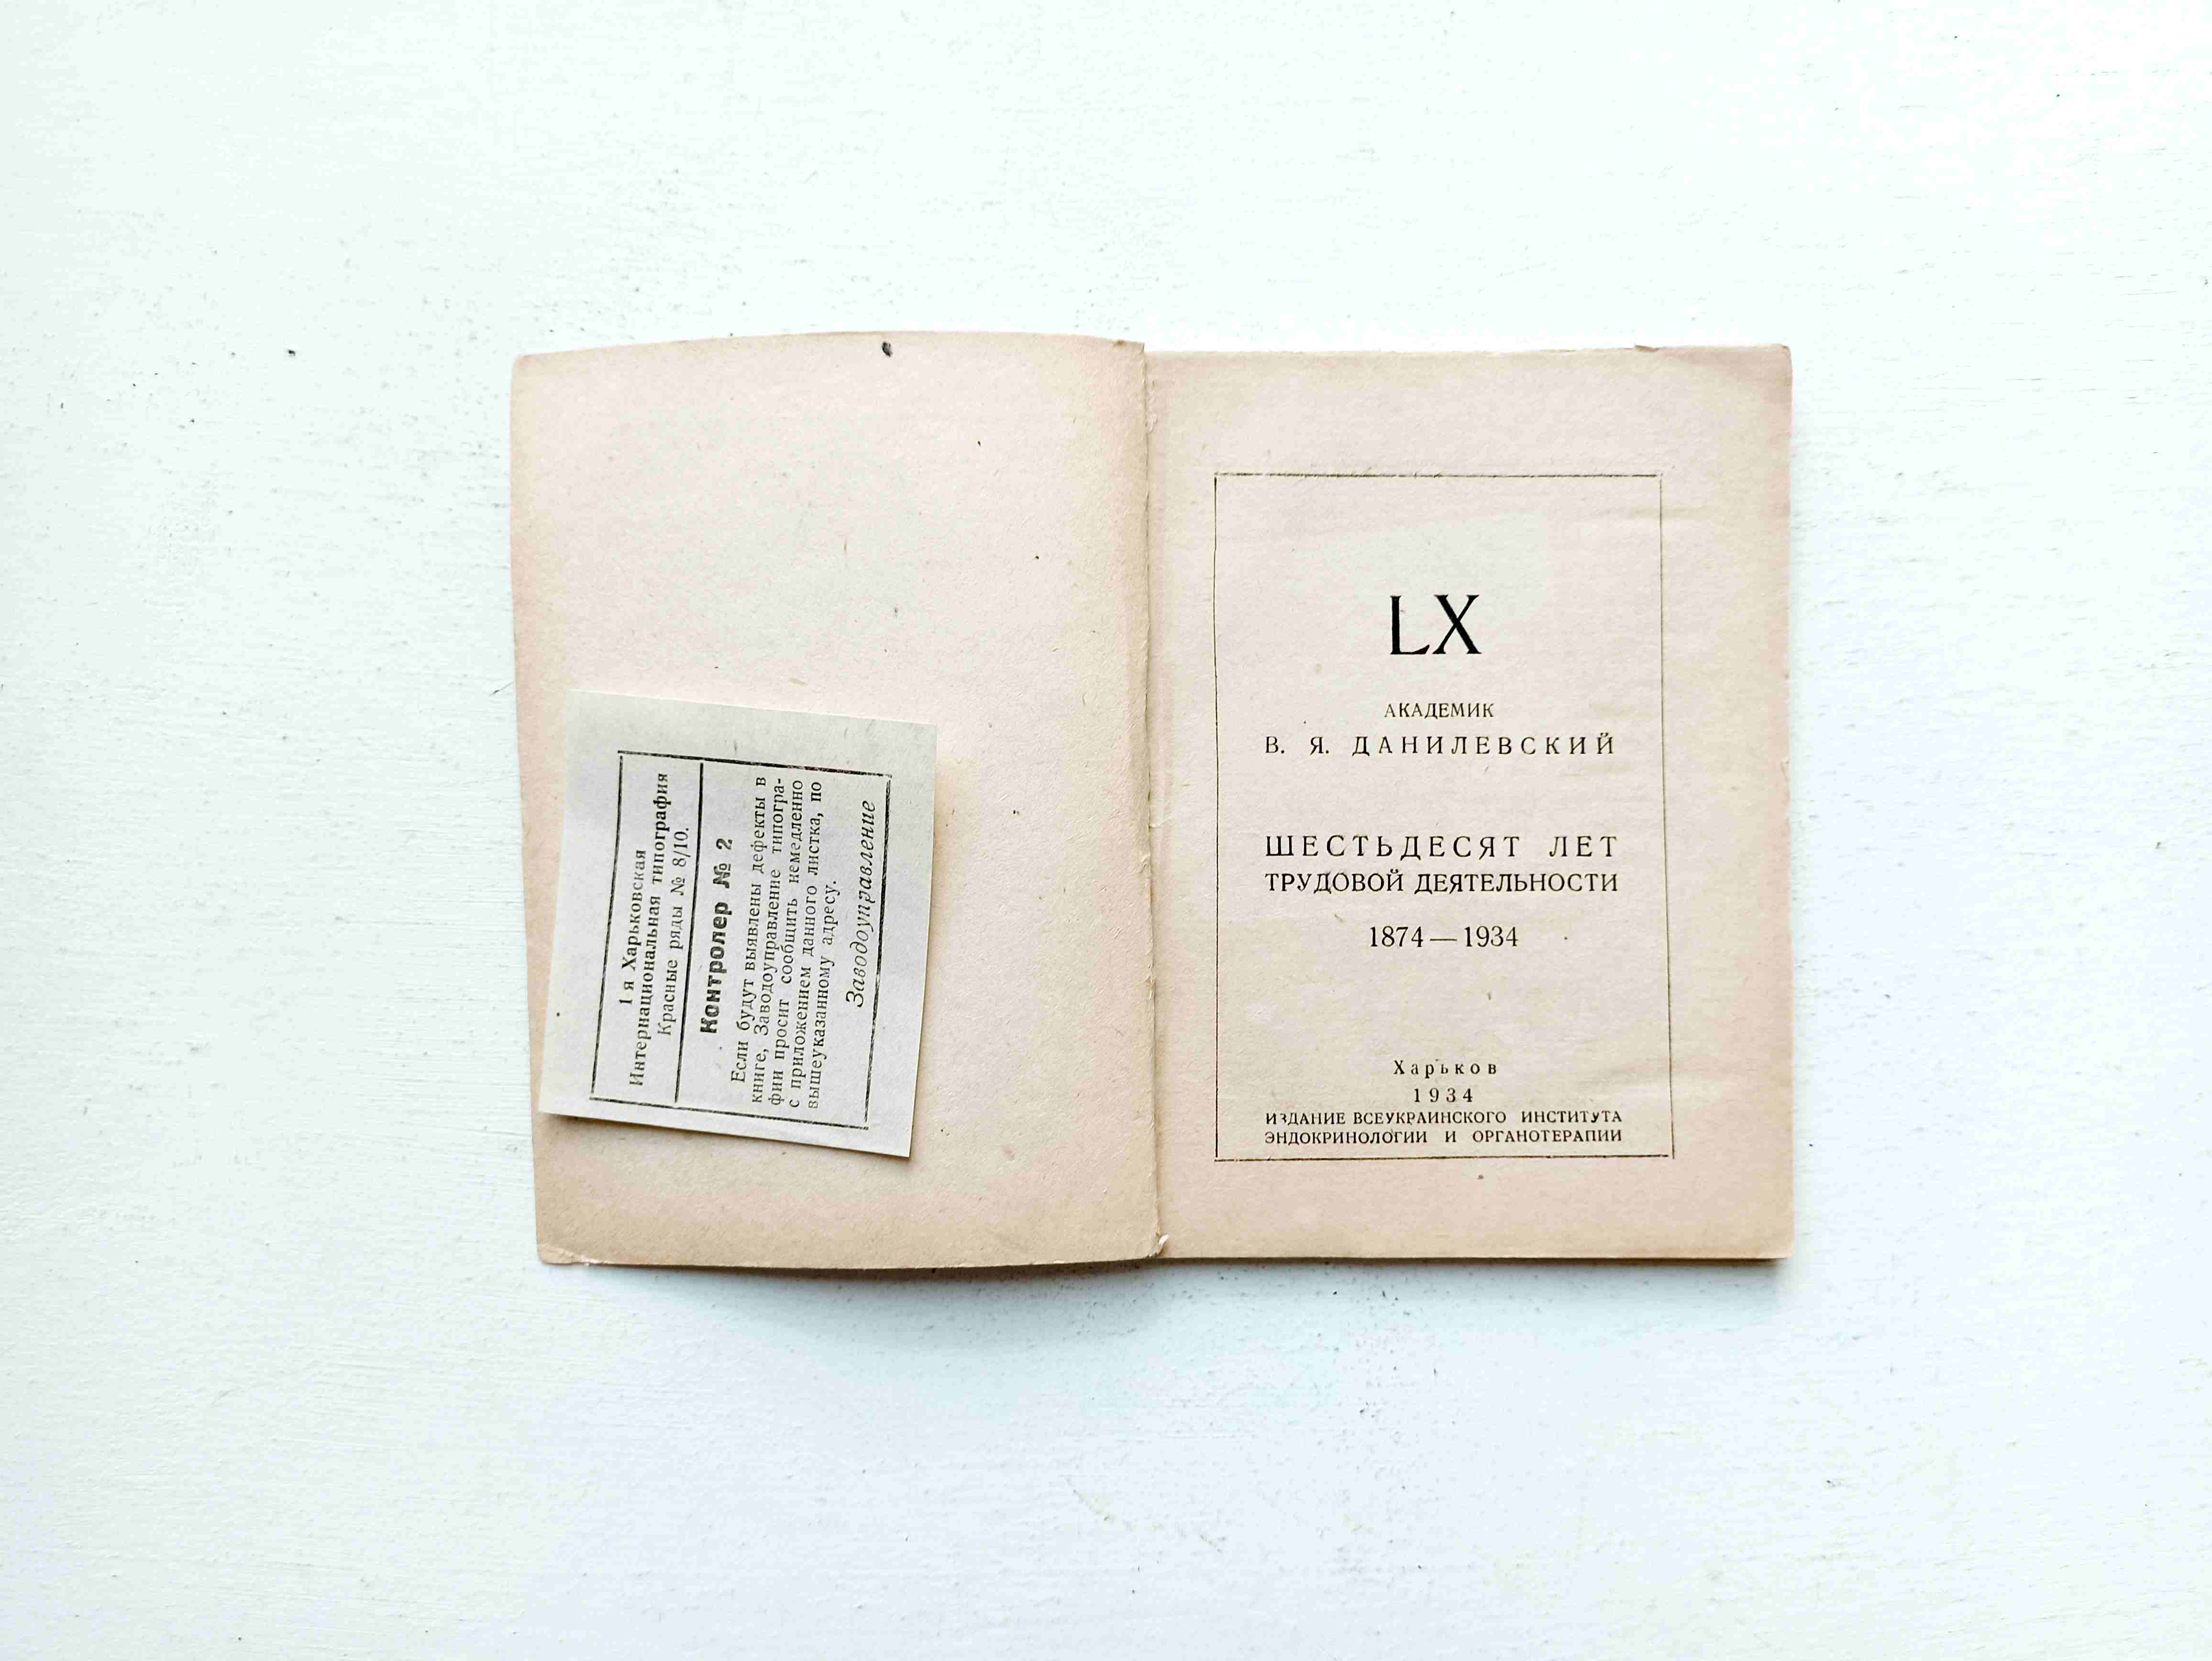 1 я Харьковская
Интернациональная типография
Красные ряды № 8/10.
Контролер № 2
Если будут выявлены дефекты в
книге, Заводоуправление типогра-
фии просит сообщить немедленно
с приложением данного листка, по
вышеуказанному адресу.
Заводоуправление
LX
АКАДЕМИК
В. Я. ДАНИЛЕВСКИЙ
ШЕСТЬДЕСЯТ ЛЕТ
ТРУДОВОЙ ДЕЯТЕЛЬНОСТИ
1874 — 1934
Харьков
1934
ИЗДАНИЕ ВСЕУКРАИНСКОГО ИНСТИТУТА
ЭНДОКРИНОЛОГИИ И ОРГАНОТЕРАПИИ